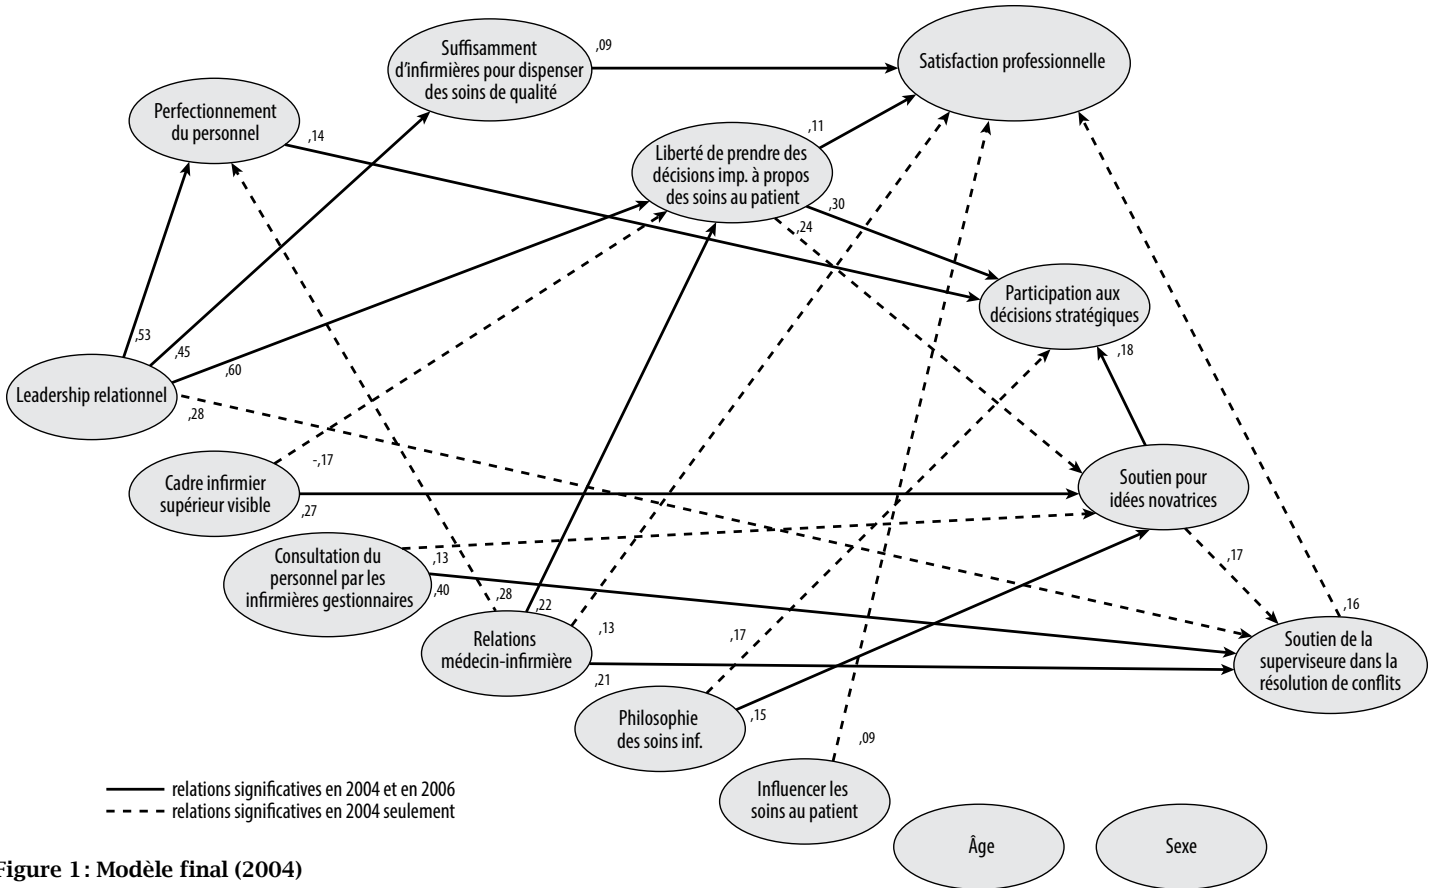 Suffisamment
d'infirmières pour dispenser
des soins de qualité
,09
Satisfaction professionnelle
Perfectionnement
du personnel
,14
Liberté de prendre des
décisions imp. à propos
des soins au patient
,11
,30
,24
Participation aux
décisions stratégiques
,18
Leadership relationnel
,53
,45
,60
,28
Cadre infirmier
supérieur visible
-,17
,27
Soutien pour
idées novatrices
,17
Consultation du
personnel par les
infirmières gestionnaires
,13
,40
Relations
médecin-infirmière
,28
,22
,13
,21
Soutien de la
superviseure dans la
résolution de conflits
,16
Philosophie
des soins inf.
,17
,15
Influencer les
soins au patient
,09
Âge
Sexe
relations significatives en 2004 et en 2006
relations significatives en 2004 seulement
Figure 1 : Modèle final (2004)